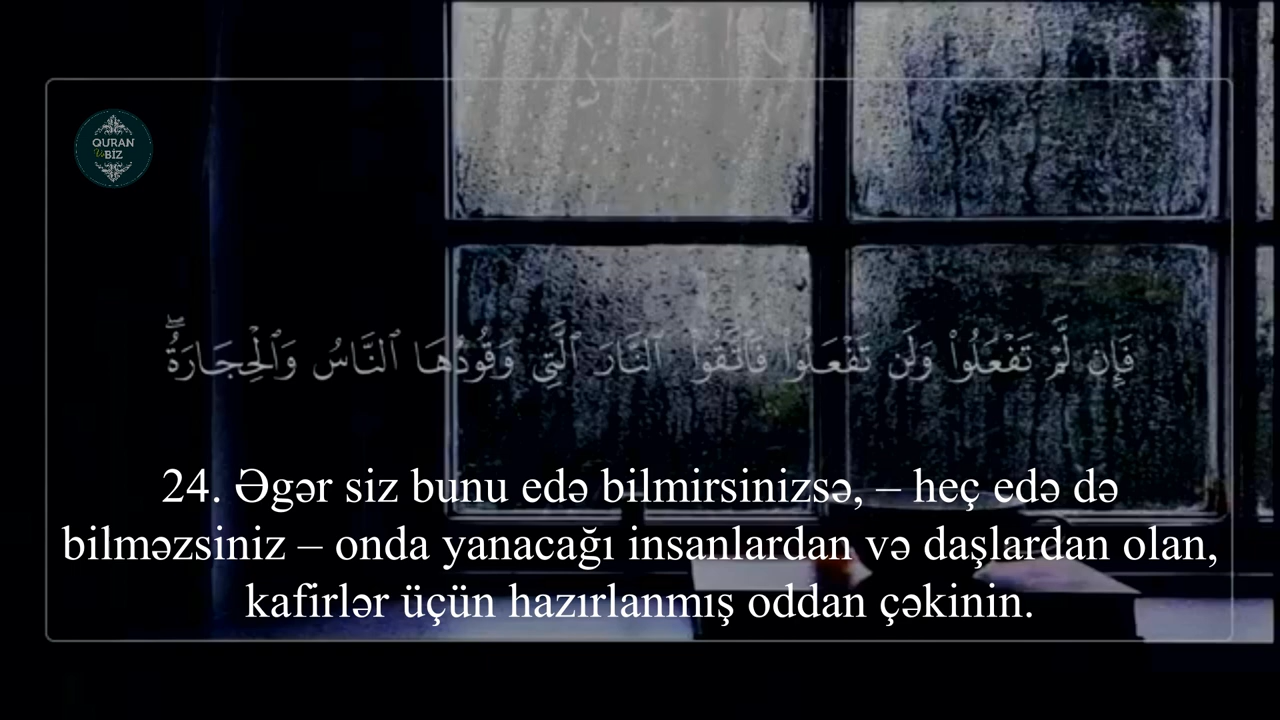 QURAN
və BİZ
فَإِن لَّمْ تَفْعَلُوا۟ وَلَن تَفْعَلُوا۟ فَٱتَّقُوا۟ ٱلنَّارَ ٱلَّتِى وَقُودُهَا ٱلنَّاسُ وَٱلْحِجَارَةُ ۖ
24. Əgər siz bunu edə bilmirsinizsə, – heç edə də
bilməzsiniz – onda yanacağı insanlardan və daşlardan olan,
kafirlər üçün hazırlanmış oddan çəkinin.